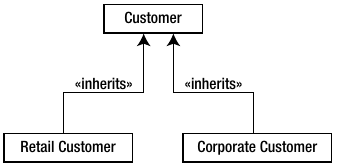 Customer
«inherits»
«inherits»
Retail Customer
Corporate Customer